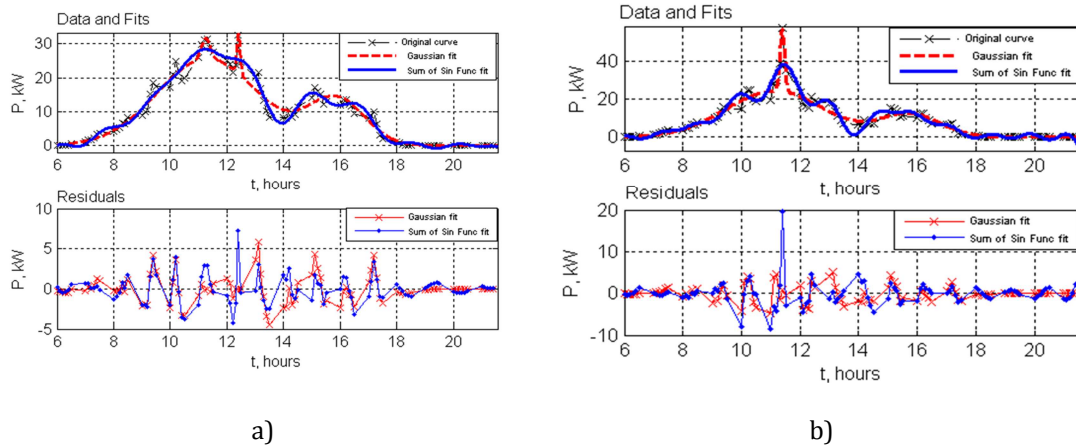 Data and Fits
30
20
10
0
P, kW
Original curve
Gaussian fit
Sum of Sin Func fit
6 8 10 12 14 16 18 20
t, hours
Residuals
10
5
0
-5
P, kW
Gaussian fit
Sum of Sin Func fit
6 8 10 12 14 16 18 20
t, hours
a)
Data and Fits
40
20
0
P, kW
Original curve
Gaussian fit
Sum of Sin Func fit
6 8 10 12 14 16 18 20
t, hours
Residuals
20
10
0
-10
P, kW
Gaussian fit
Sum of Sin Func fit
6 8 10 12 14 16 18 20
t, hours
b)